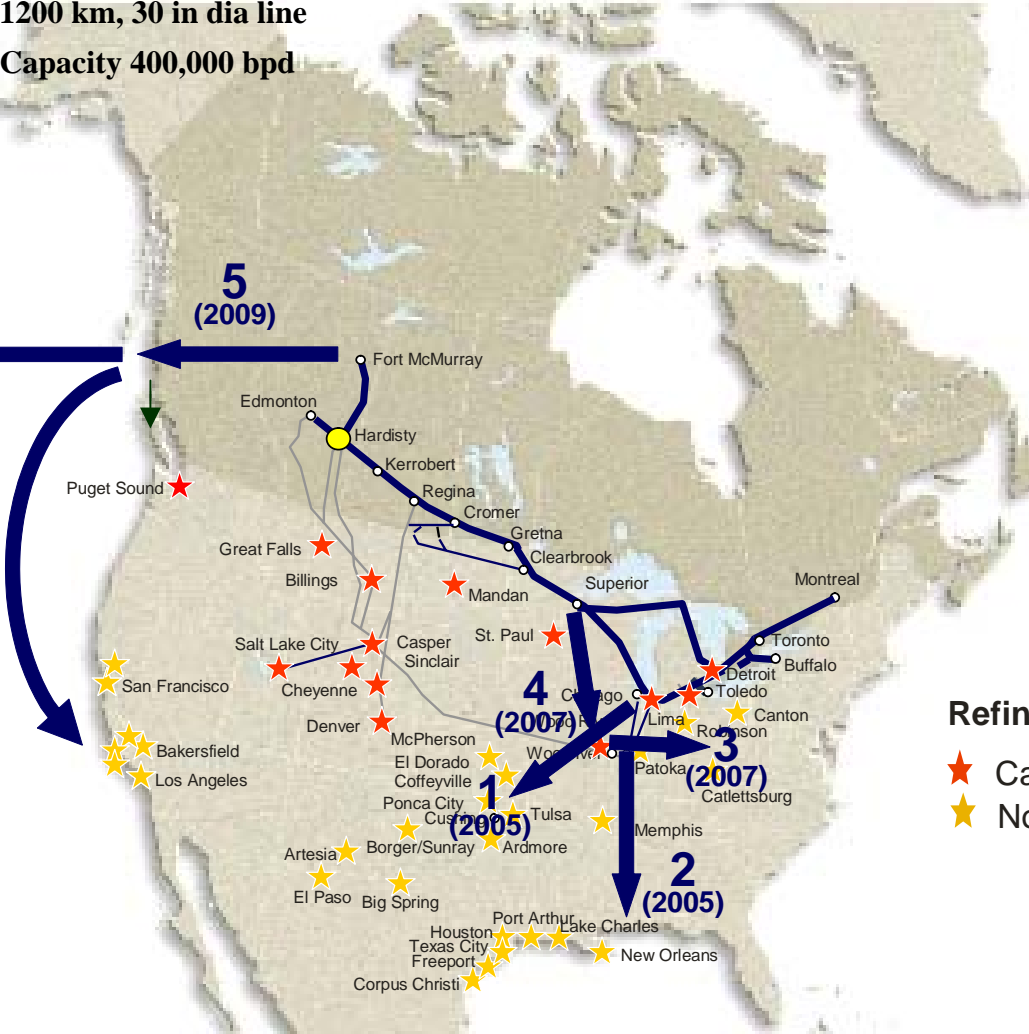 1200 km, 30 in dia line
Capacity 400,000 bpd
5
(2009)
Fort McMurray
Edmonton
Hardisty
Kerrobert
Puget Sound
Regina
Cromer
Gretna
Great Falls
Clearbrook
Billings
Superior
Montreal
Mandan
St. Paul
Toronto
Salt Lake City
Casper
Sinclair
Buffalo
Detroit
San Francisco
Cheyenne
4
(2007)
Toledo
Lima
Canton
Denver
Robinson
McPherson
3
(2007)
Bakersfield
El Dorado
Patoka
Los Angeles
Coffeyville
1
(2005)
Catlettsburg
Ponca City
Cushing
Tulsa
Memphis
Artesia
Borger/Sunray
Ardmore
2
(2005)
El Paso
Big Spring
Port Arthur
Lake Charles
Houston
Texas City
New Orleans
Freeport
Corpus Christi
Refin
Ca
No